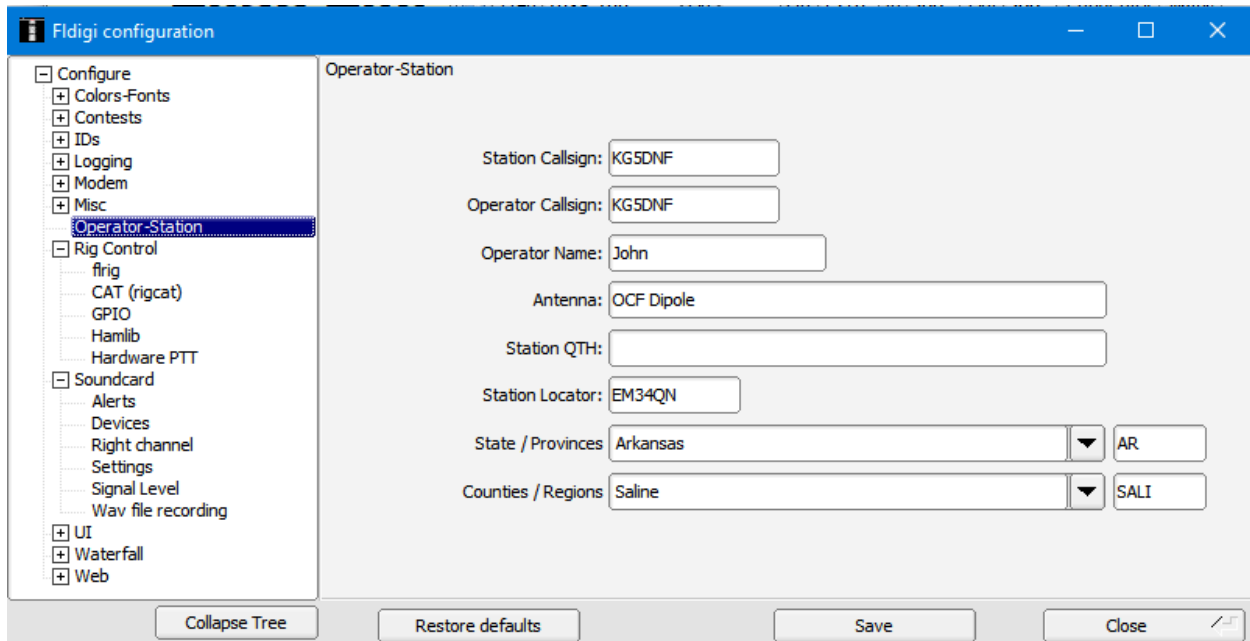 Fldigi configuration
Configure
Colors-Fonts
Contests
IDs
Logging
Modem
Misc
Operator-Station
Rig Control
flrig
CAT (rigcat)
GPIO
Hamlib
Hardware PTT
Soundcard
Alerts
Devices
Right channel
Settings
Signal Level
Wav file recording
UI
Waterfall
Web
Collapse Tree
Operator-Station
Station Callsign: KG5DNF
Operator Callsign: KG5DNF
Operator Name: John
Antenna: OCF Dipole
Station QTH:
Station Locator: EM34QN
State / Provinces Arkansas AR
Counties / Regions Saline SALI
Restore defaults Save Close